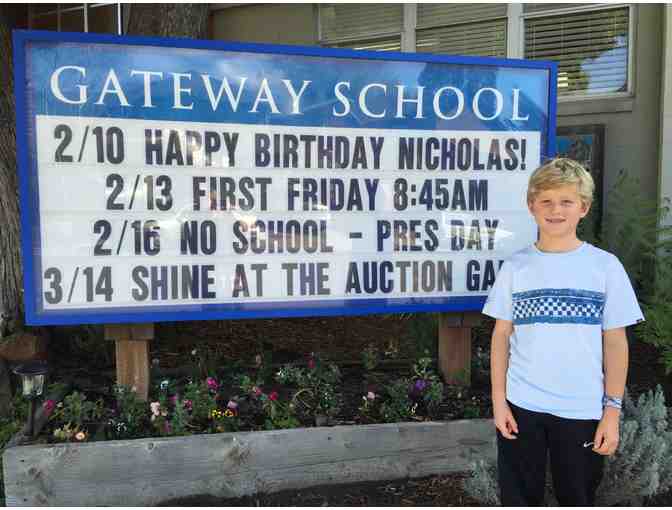 GATEWAY SCHOOL
2/10 HAPPY BIRTHDAY NICHOLAS!
2/13 FIRST FRIDAY 8:45AM
2/16 NO SCHOOL - PRES DAY
3/14 SHINE AT THE AUCTION